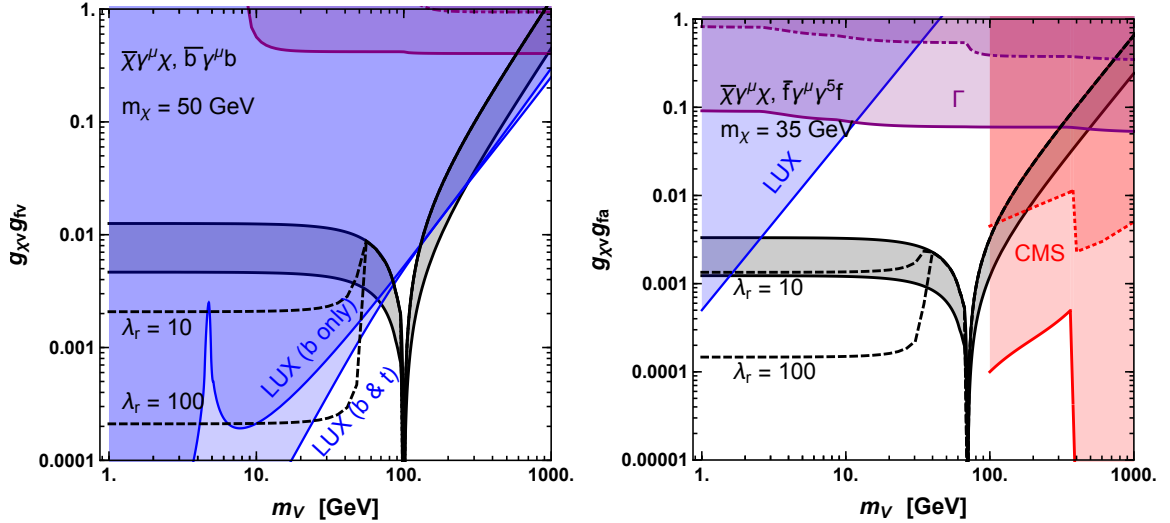 χ̄γ^μχ, b̄γ^μb
m_χ = 50 GeV
λ_r = 10
λ_r = 100
LUX (b only)
LUX (b & t)
g_χv g_fv
1.
0.1
0.01
0.001
0.0001
1. 10. 100. 1000.
m_V [GeV]
χ̄γ^μχ, f̄γ^μγ^5f
m_χ = 35 GeV
Γ
LUX
CMS
λ_r = 10
λ_r = 100
g_χv g_fa
1.
0.1
0.01
0.001
0.0001
0.00001
1. 10. 100. 1000.
m_V [GeV]